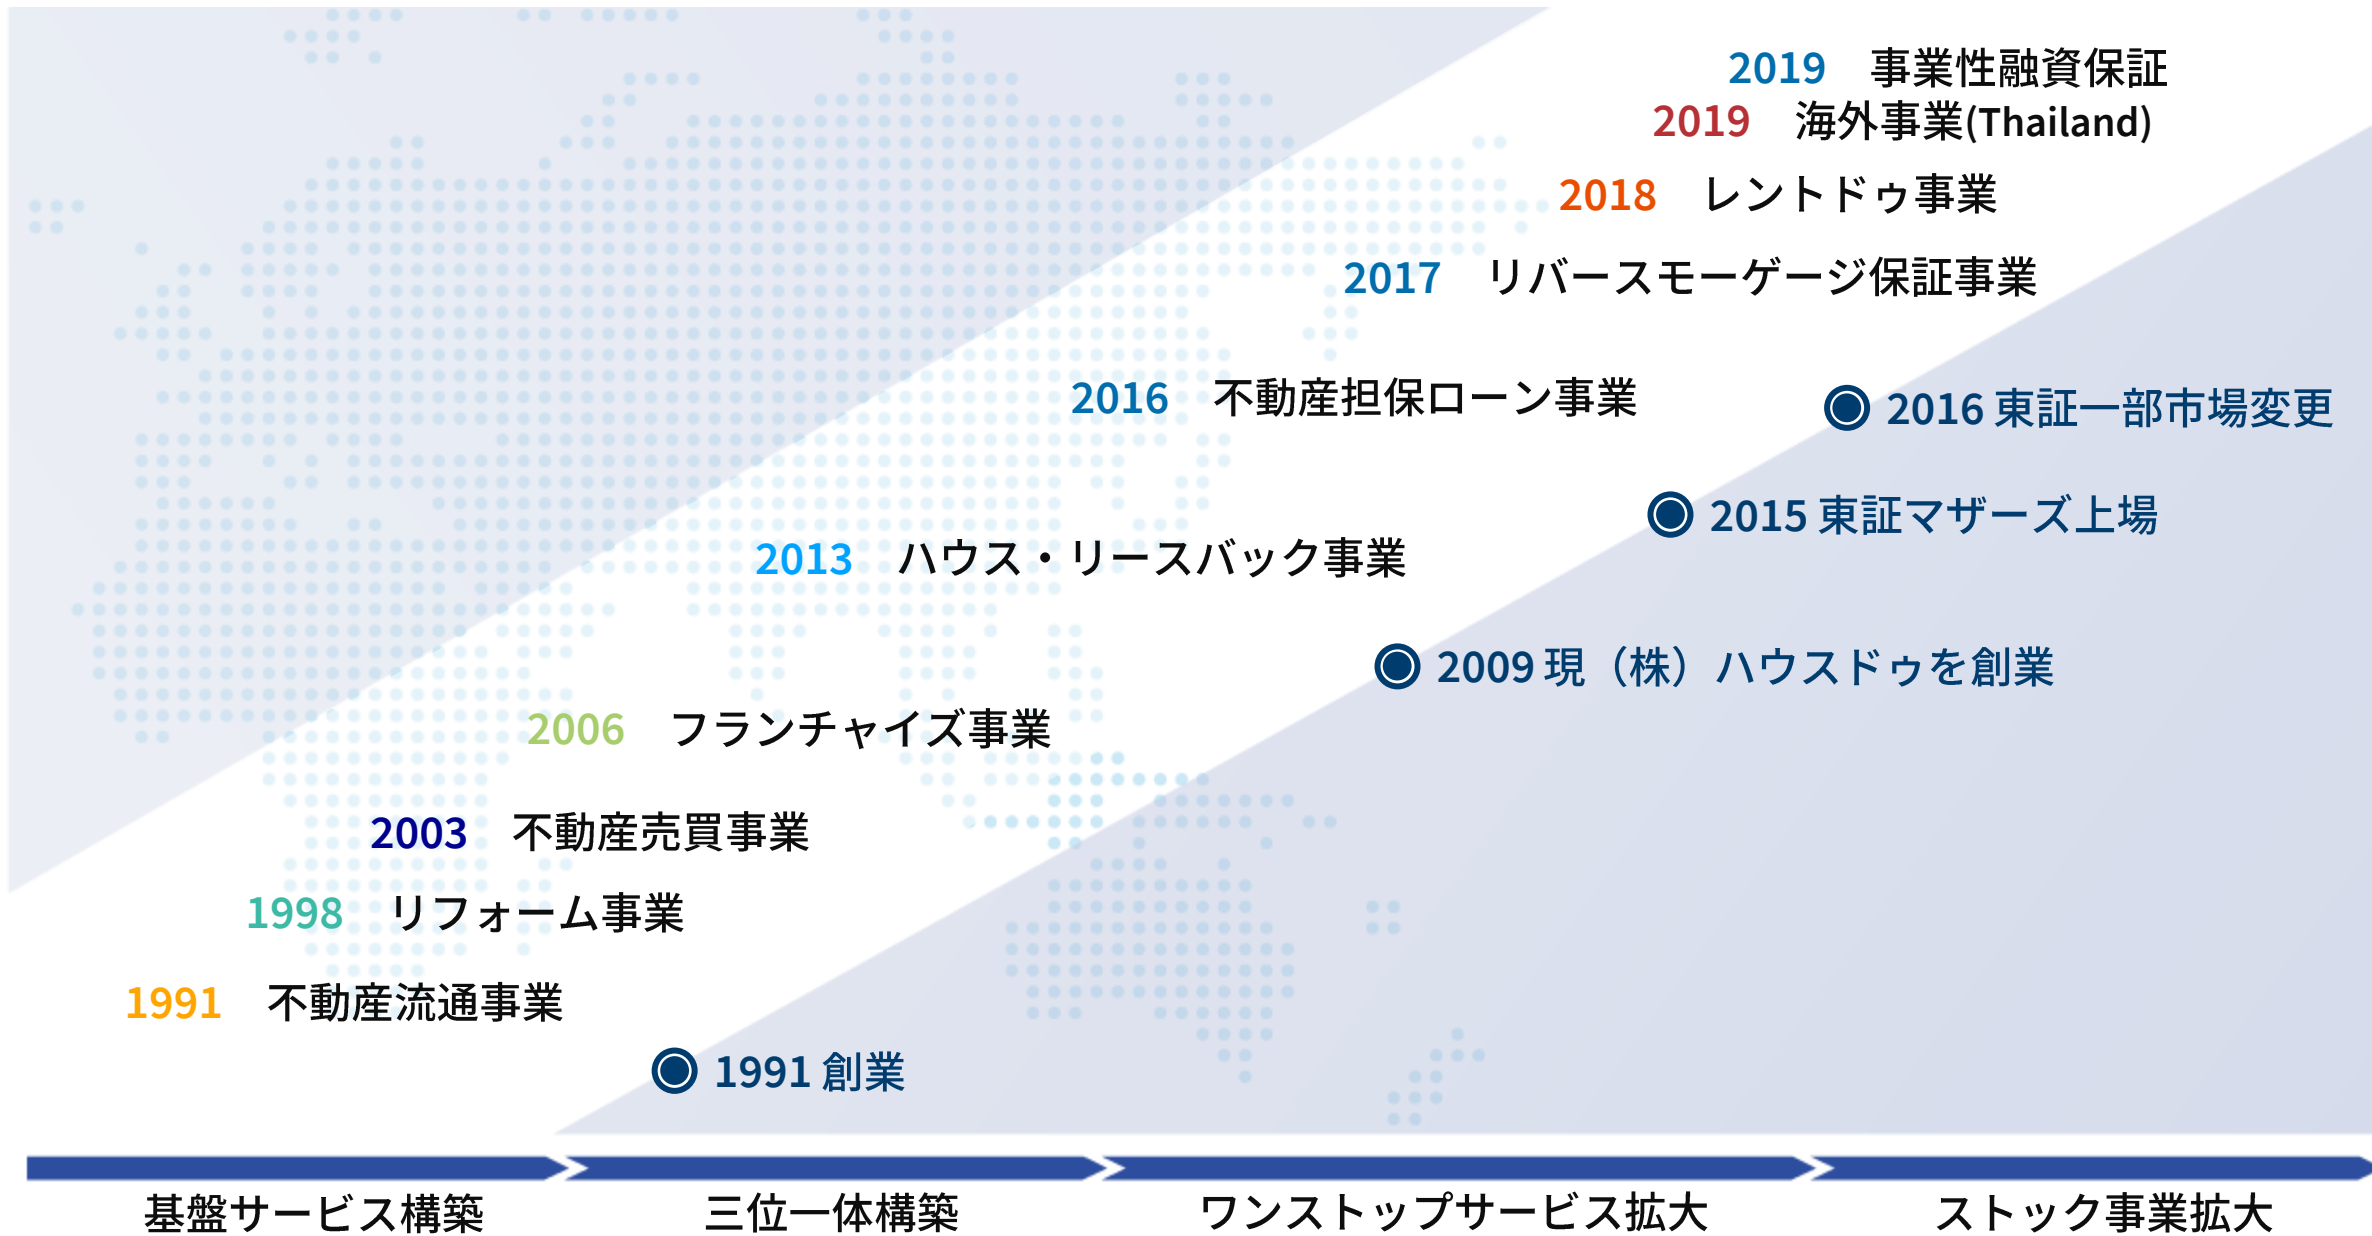 2019 事業性融資保証
2019 海外事業(Thailand)
2018 レントドゥ事業
2017 リバースモーゲージ保証事業
2016 不動産担保ローン事業
2016 東証一部市場変更
2015 東証マザーズ上場
2013 ハウス・リースバック事業
2009 現（株）ハウスドゥを創業
2006 フランチャイズ事業
2003 不動産売買事業
1998 リフォーム事業
1991 不動産流通事業
1991 創業
基盤サービス構築
三位一体構築
ワンストップサービス拡大
ストック事業拡大